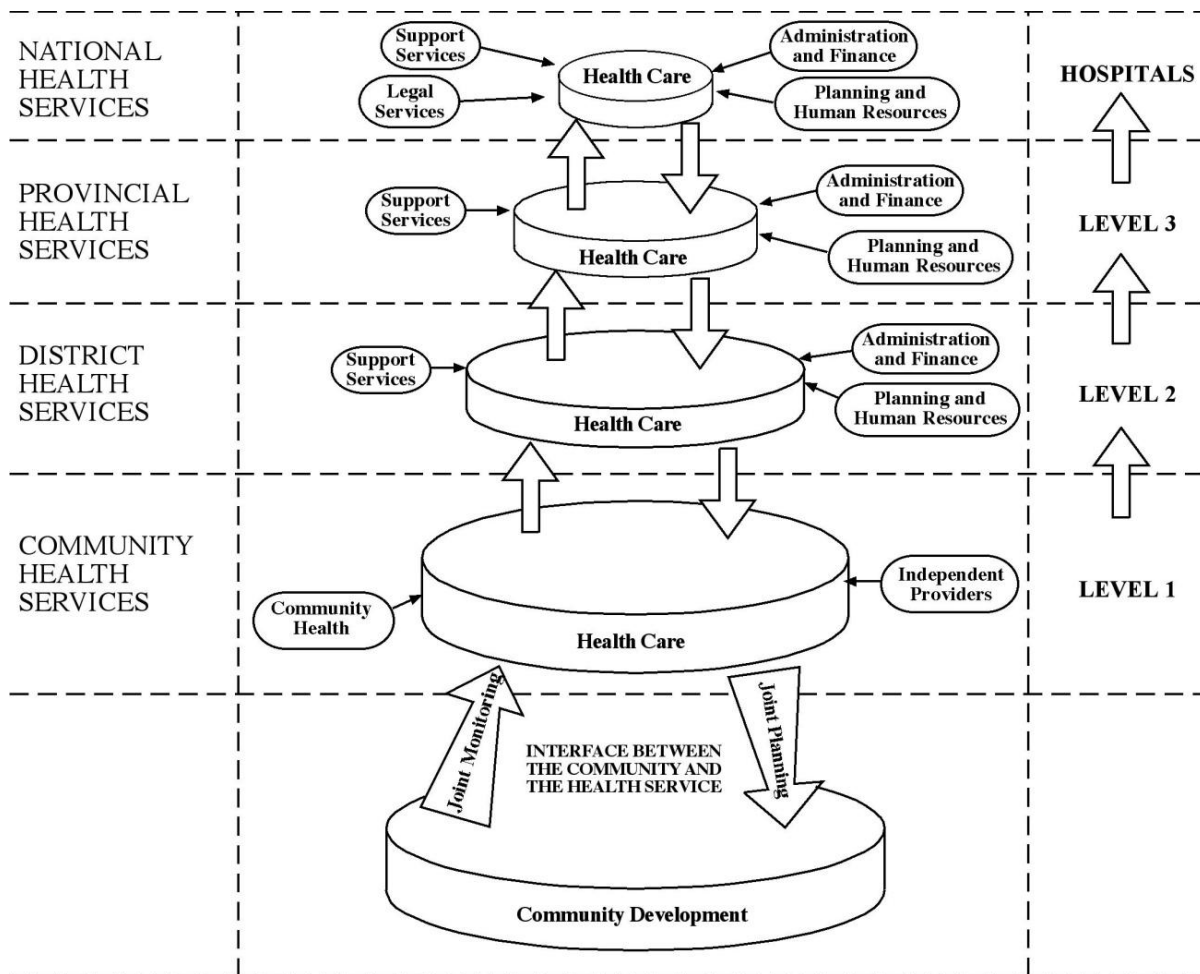 NATIONAL
HEALTH
SERVICES
Support
Services
Legal
Services
Health Care
Administration
and Finance
Planning and
Human Resources
HOSPITALS
PROVINCIAL
HEALTH
SERVICES
Support
Services
Health Care
Administration
and Finance
Planning and
Human Resources
LEVEL 3
DISTRICT
HEALTH
SERVICES
Support
Services
Health Care
Administration
and Finance
Planning and
Human Resources
LEVEL 2
COMMUNITY
HEALTH
SERVICES
Community
Health
Health Care
Independent
Providers
LEVEL 1
Joint Monitoring
INTERFACE BETWEEN
THE COMMUNITY AND
THE HEALTH SERVICE
Joint Planning
Community Development